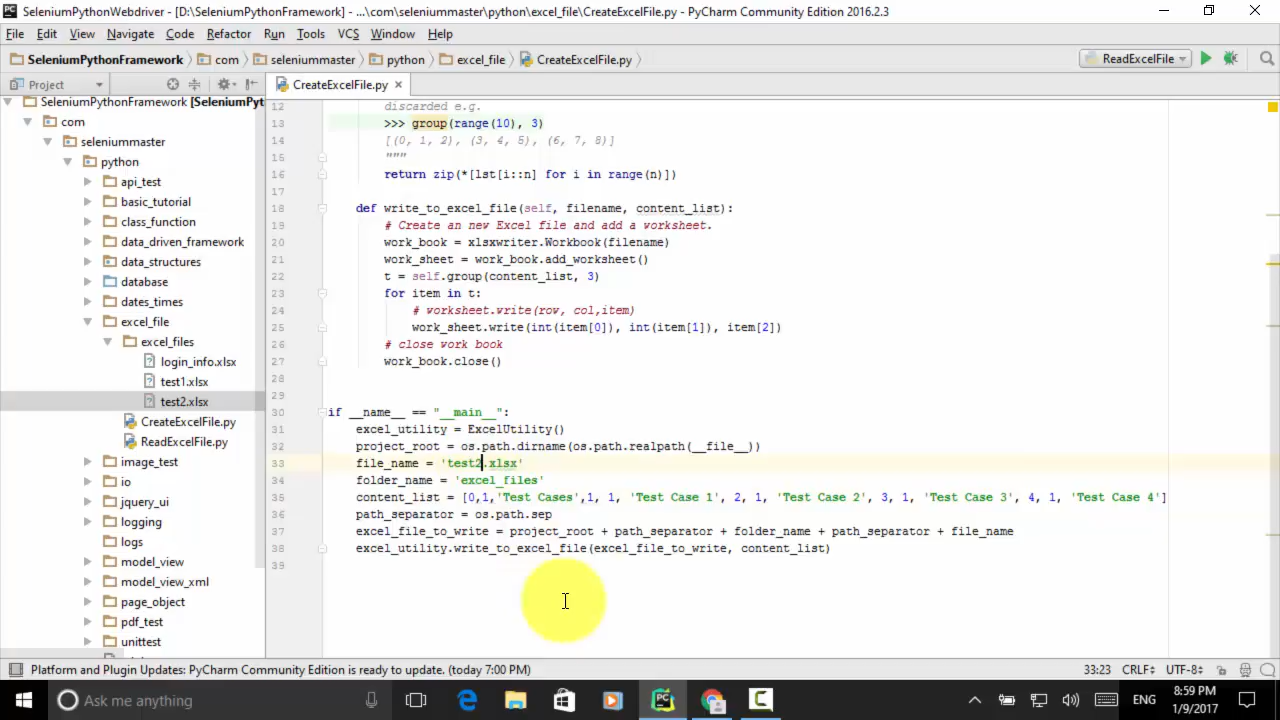 SeleniumPythonWebdriver - [D:\SeleniumPythonFramework] - ...\com\seleniummaster\python\excel_file\CreateExcelFile.py - PyCharm Community Edition 2016.2.3
File Edit View Navigate Code Refactor Run Tools VCS Window Help
SeleniumPythonFramework com seleniummaster python excel_file CreateExcelFile.py ReadExcelFile
Project
CreateExcelFile.py
SeleniumPythonFramework [SeleniumPyt
com
seleniummaster
python
api_test
basic_tutorial
class_function
data_driven_framework
data_structures
database
dates_times
excel_file
excel_files
login_info.xlsx
test1.xlsx
test2.xlsx
CreateExcelFile.py
ReadExcelFile.py
image_test
io
jquery_ui
logging
logs
model_view
model_view_xml
page_object
pdf_test
unittest
12 discarded e.g.
13 >>> group(range(10), 3)
14 [(0, 1, 2), (3, 4, 5), (6, 7, 8)]
15 """
16 return zip(*[lst[i::n] for i in range(n)])
17
18 def write_to_excel_file(self, filename, content_list):
19 # Create an new Excel file and add a worksheet.
20 work_book = xlsxwriter.Workbook(filename)
21 work_sheet = work_book.add_worksheet()
22 t = self.group(content_list, 3)
23 for item in t:
24 # worksheet.write(row, col,item)
25 work_sheet.write(int(item[0]), int(item[1]), item[2])
26 # close work book
27 work_book.close()
28
29
30 if __name__ == "__main__":
31 excel_utility = ExcelUtility()
32 project_root = os.path.dirname(os.path.realpath(__file__))
33 file_name = 'test2.xlsx'
34 folder_name = 'excel_files'
35 content_list = [0,1,'Test Cases',1, 1, 'Test Case 1', 2, 1, 'Test Case 2', 3, 1, 'Test Case 3', 4, 1, 'Test Case 4']
36 path_separator = os.path.sep
37 excel_file_to_write = project_root + path_separator + folder_name + path_separator + file_name
38 excel_utility.write_to_excel_file(excel_file_to_write, content_list)
39
Platform and Plugin Updates: PyCharm Community Edition is ready to update. (today 7:00 PM) 33:23 CRLF UTF-8
PC
Ask me anything
ENG
8:59 PM
1/9/2017